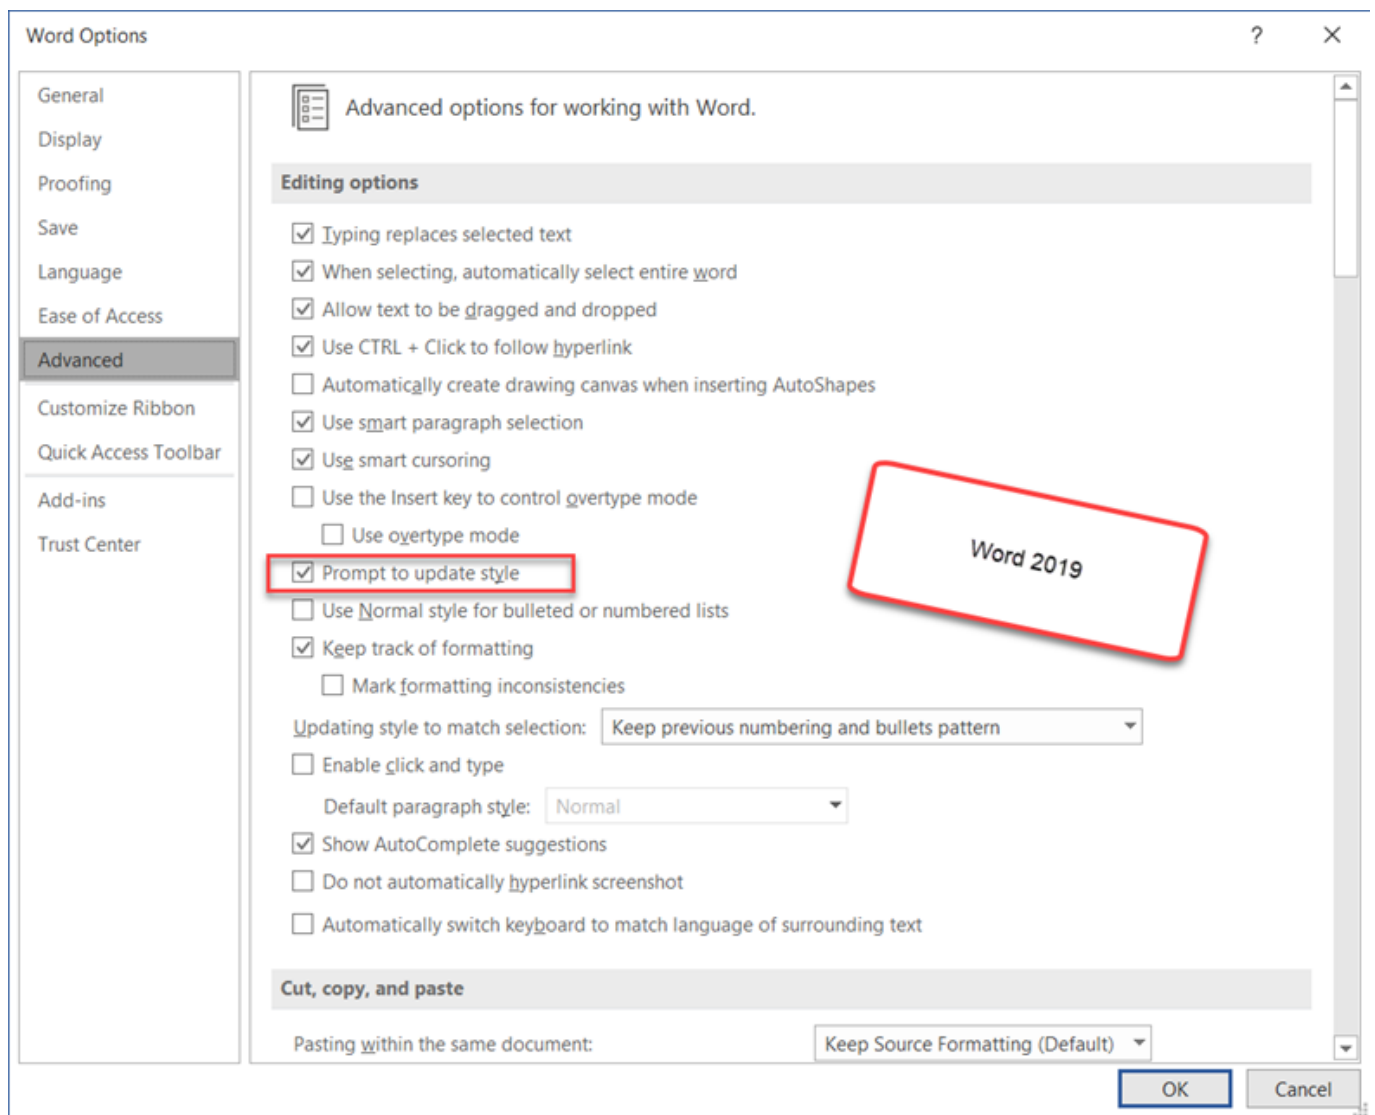 Word Options
?
General
Display
Proofing
Save
Language
Ease of Access
Advanced
Customize Ribbon
Quick Access Toolbar
Add-ins
Trust Center
Advanced options for working with Word.
Editing options
Typing replaces selected text
When selecting, automatically select entire word
Allow text to be dragged and dropped
Use CTRL + Click to follow hyperlink
Automatically create drawing canvas when inserting AutoShapes
Use smart paragraph selection
Use smart cursoring
Use the Insert key to control overtype mode
Use overtype mode
Prompt to update style
Use Normal style for bulleted or numbered lists
Keep track of formatting
Mark formatting inconsistencies
Updating style to match selection: Keep previous numbering and bullets pattern
Enable click and type
Default paragraph style: Normal
Show AutoComplete suggestions
Do not automatically hyperlink screenshot
Automatically switch keyboard to match language of surrounding text
Word 2019
Cut, copy, and paste
Pasting within the same document: Keep Source Formatting (Default)
OK Cancel